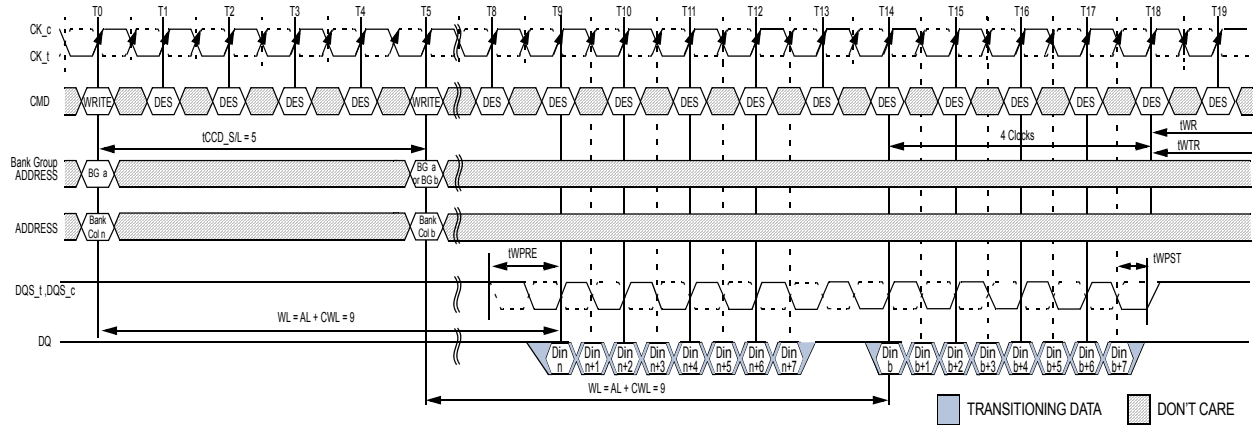 T0 T1 T2 T3 T4 T5 T8 T9 T10 T11 T12 T13 T14 T15 T16 T17 T18 T19
CK_c
CK_t
CMD WRITE DES DES DES DES WRITE DES DES DES DES DES DES DES DES DES DES DES DES
tCCD_S/L = 5
4 Clocks
tWR
tWTR
Bank Group
ADDRESS
BG a
BG a
or BG b
ADDRESS
Bank
Col n
Bank
Col b
tWPRE
tWPST
DQS_t ,DQS_c
WL = AL + CWL = 9
DQ
Din Din Din Din Din Din Din Din Din Din Din Din Din Din Din Din
n n+1 n+2 n+3 n+4 n+5 n+6 n+7 b b+1 b+2 b+3 b+4 b+5 b+6 b+7
WL = AL + CWL = 9
TRANSITIONING DATA DON'T CARE